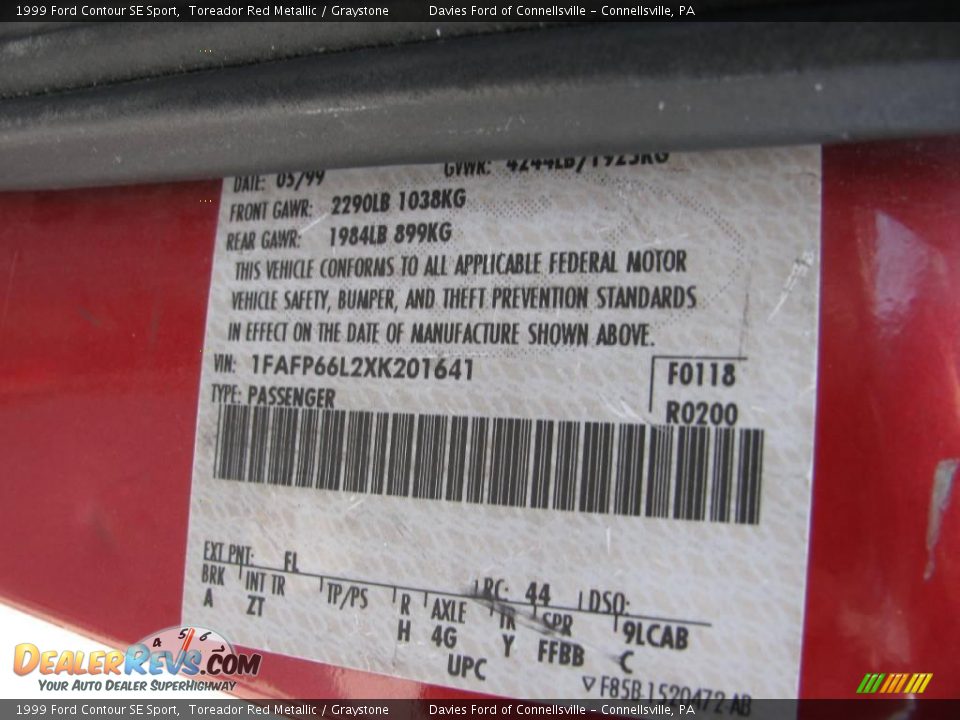 1999 Ford Contour SE Sport,  Toreador Red Metallic / Graystone     Davies Ford of Connellsville - Connellsville, PA
DATE: 05/99 GVWR: 4244LB/1925KG
FRONT GAWR: 2290LB 1038KG
REAR GAWR: 1984LB 899KG
THIS VEHICLE CONFORMS TO ALL APPLICABLE FEDERAL MOTOR
VEHICLE SAFETY, BUMPER, AND THEFT PREVENTION STANDARDS
IN EFFECT ON THE DATE OF MANUFACTURE SHOWN ABOVE.
VIN: 1FAFP66L2XK201641 F0118
TYPE: PASSENGER R0200
EXT PNT: FL RC: 44 DSO:
BRK INT TR TP/PS R AXLE TR SPR 9LCAB
A ZT H 4G Y FFBB C
UPC ▽F85B 1520472 AB
4 5 6
DEALERREVS.COM
YOUR AUTO DEALER SUPERHIGHWAY
1999 Ford Contour SE Sport,  Toreador Red Metallic / Graystone     Davies Ford of Connellsville - Connellsville, PA